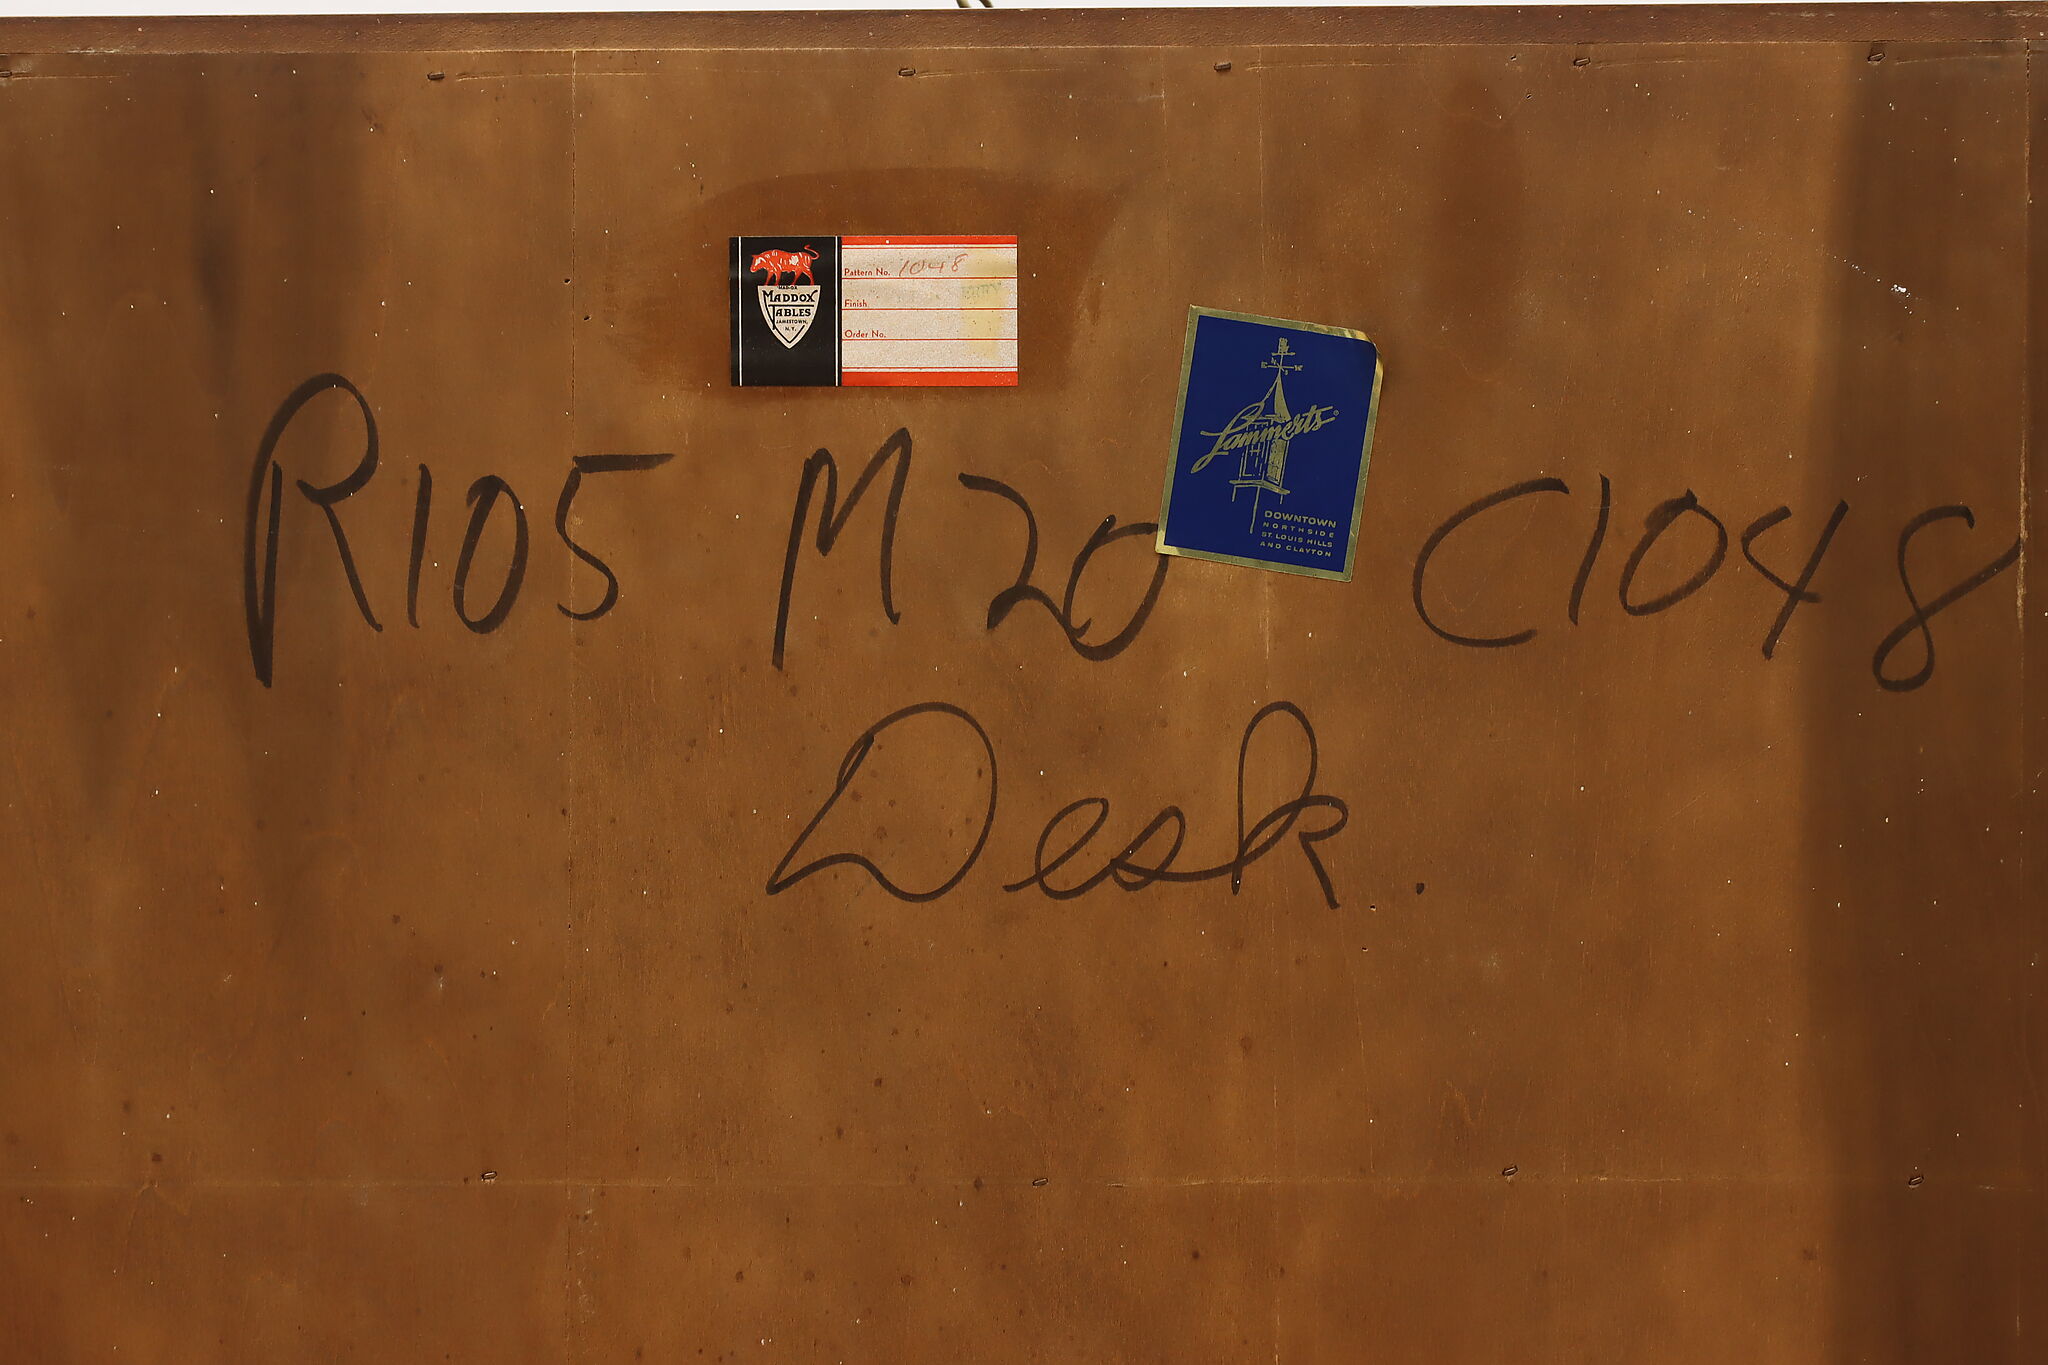 MADDOX
TABLES
JAMESTOWN,
N.Y.
Pattern No. 1048
Finish
Order No.
Lammerts®
DOWNTOWN
NORTHSIDE
ST. LOUIS HILLS
AND CLAYTON
R105 M20 C1048
Desk.